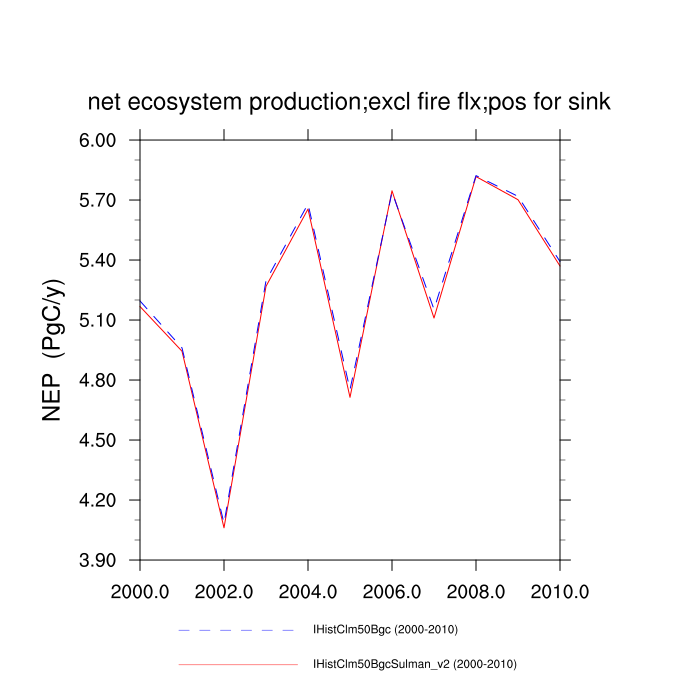 net ecosystem production;excl fire flx;pos for sink
6.00
5.70
5.40
5.10
4.80
4.50
4.20
3.90
NEP (PgC/y)
2000.0 2002.0 2004.0 2006.0 2008.0 2010.0
IHistClm50Bgc (2000-2010)
IHistClm50BgcSulman_v2 (2000-2010)